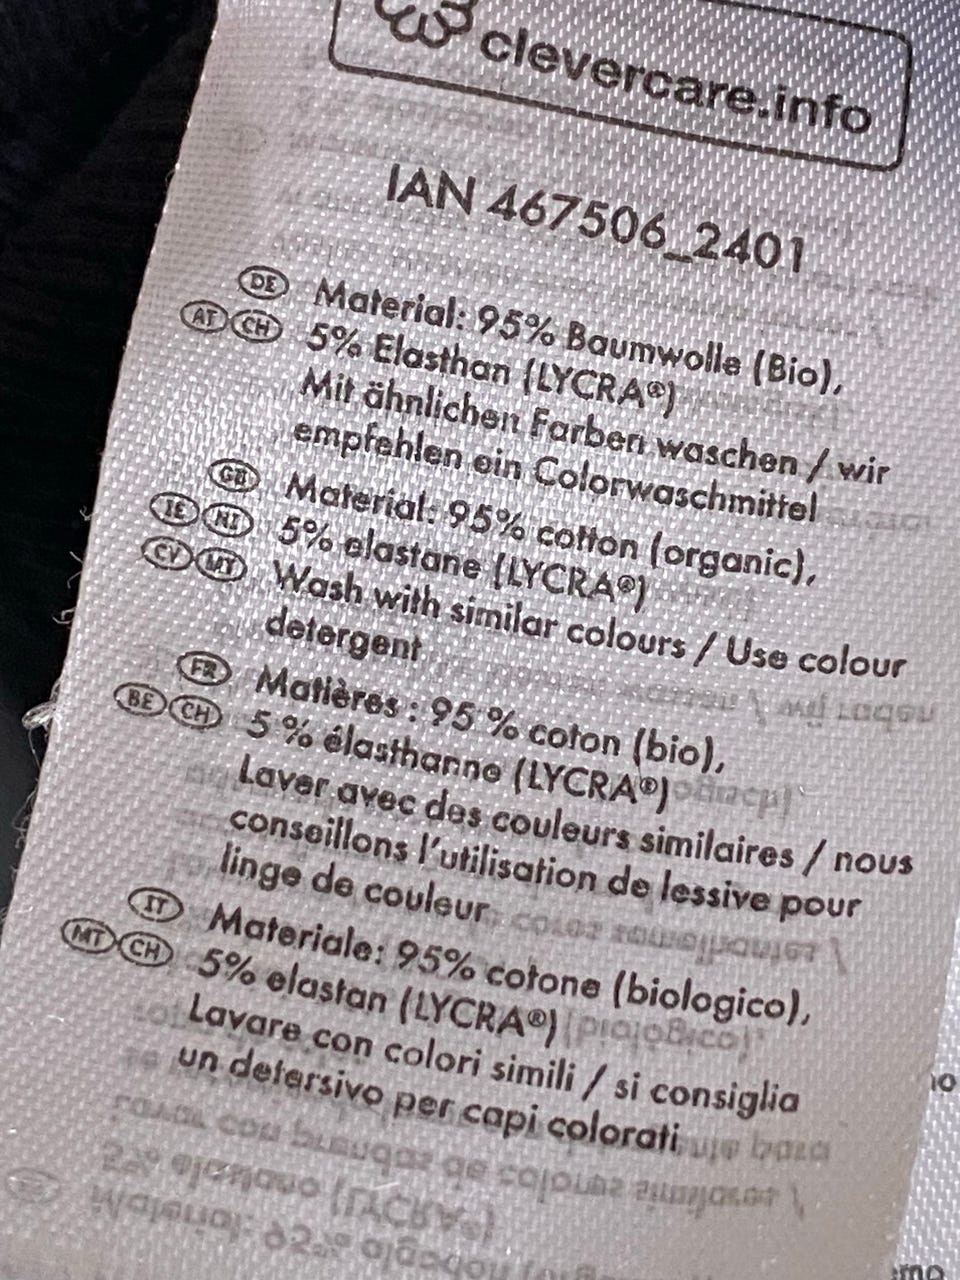 clevercare.info
IAN 467506_2401
DE Material: 95% Baumwolle (Bio),
AT CH 5% Elasthan (LYCRA®)
Mit ähnlichen Farben waschen / wir
empfehlen ein Colorwaschmittel
GB Material: 95% cotton (organic),
IE NI 5% elastane (LYCRA®)
CY MT Wash with similar colours / Use colour
detergent
FR Matières : 95 % coton (bio),
BE CH 5 % élasthanne (LYCRA®)
Laver avec des couleurs similaires / nous
conseillons l'utilisation de lessive pour
linge de couleur
IT Materiale: 95% cotone (biologico),
MT CH 5% elastan (LYCRA®)
Lavare con colori simili / si consiglia
un detersivo per capi colorati